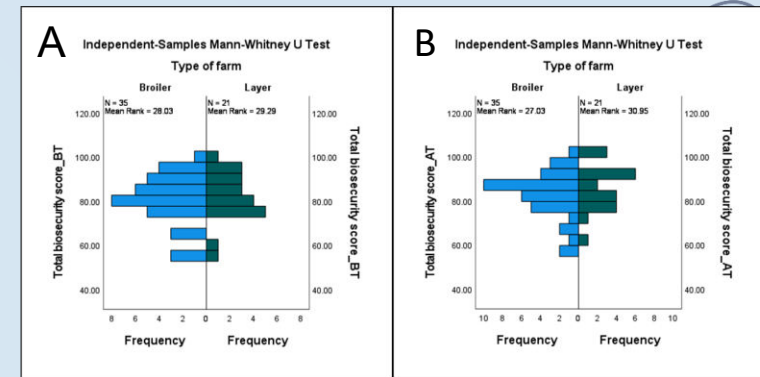 A
Independent-Samples Mann-Whitney U Test
Type of farm
Broiler Layer
N = 35 N = 21
Mean Rank = 28.03 Mean Rank = 29.29
Total biosecurity score_BT
120.00 120.00
100.00 100.00
80.00 80.00
60.00 60.00
40.00 40.00
Total biosecurity score_BT
8 6 4 2 0 2 4 6 8
Frequency Frequency
B
Independent-Samples Mann-Whitney U Test
Type of farm
Broiler Layer
N = 35 N = 21
Mean Rank = 27.03 Mean Rank = 30.95
Total biosecurity score_AT
120.00 120.00
100.00 100.00
80.00 80.00
60.00 60.00
40.00 40.00
Total biosecurity score_AT
10 8 6 4 2 0 2 4 6 8 10
Frequency Frequency